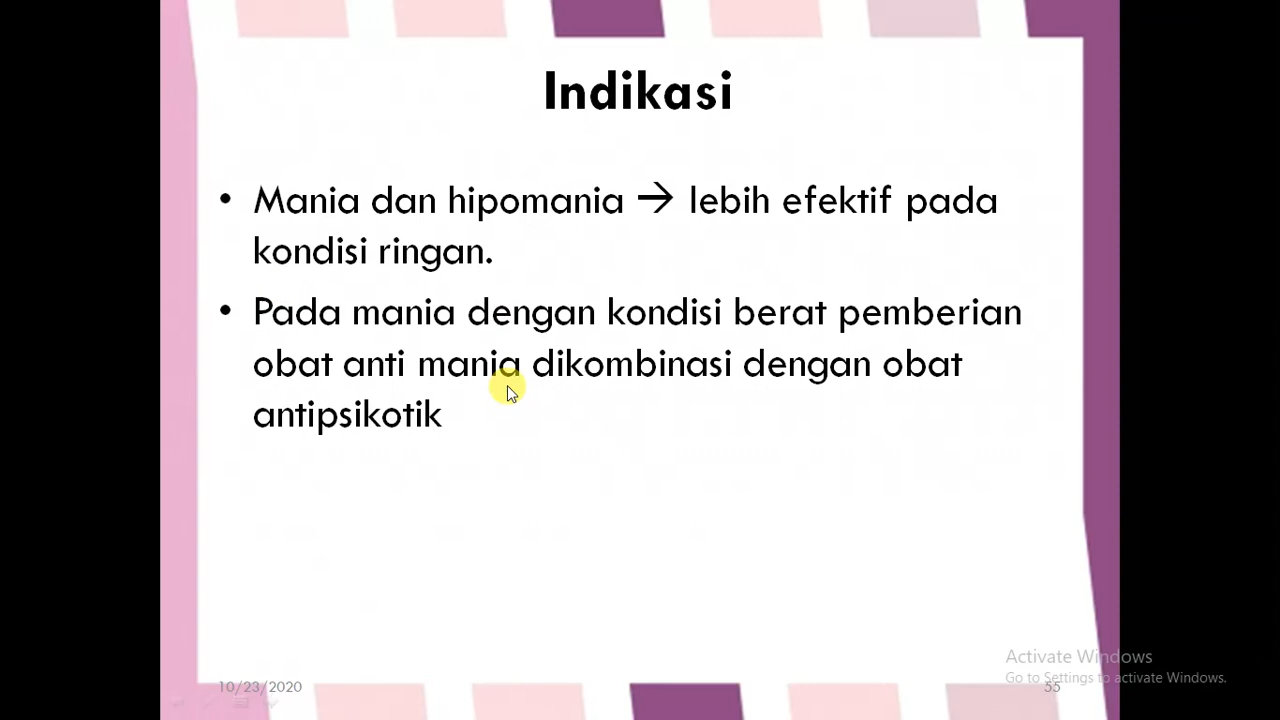 Indikasi
• Mania dan hipomania → lebih efektif pada
kondisi ringan.
• Pada mania dengan kondisi berat pemberian
obat anti mania dikombinasi dengan obat
antipsikotik
Activate Windows
Go to Settings to activate Windows.
10/23/2020
55